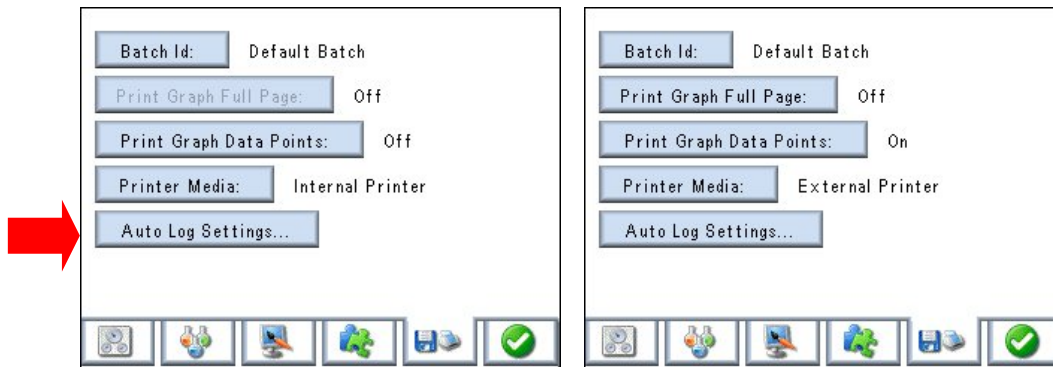 Batch Id: Default Batch
Print Graph Full Page: Off
Print Graph Data Points: Off
Printer Media: Internal Printer
Auto Log Settings...
Batch Id: Default Batch
Print Graph Full Page: Off
Print Graph Data Points: On
Printer Media: External Printer
Auto Log Settings...